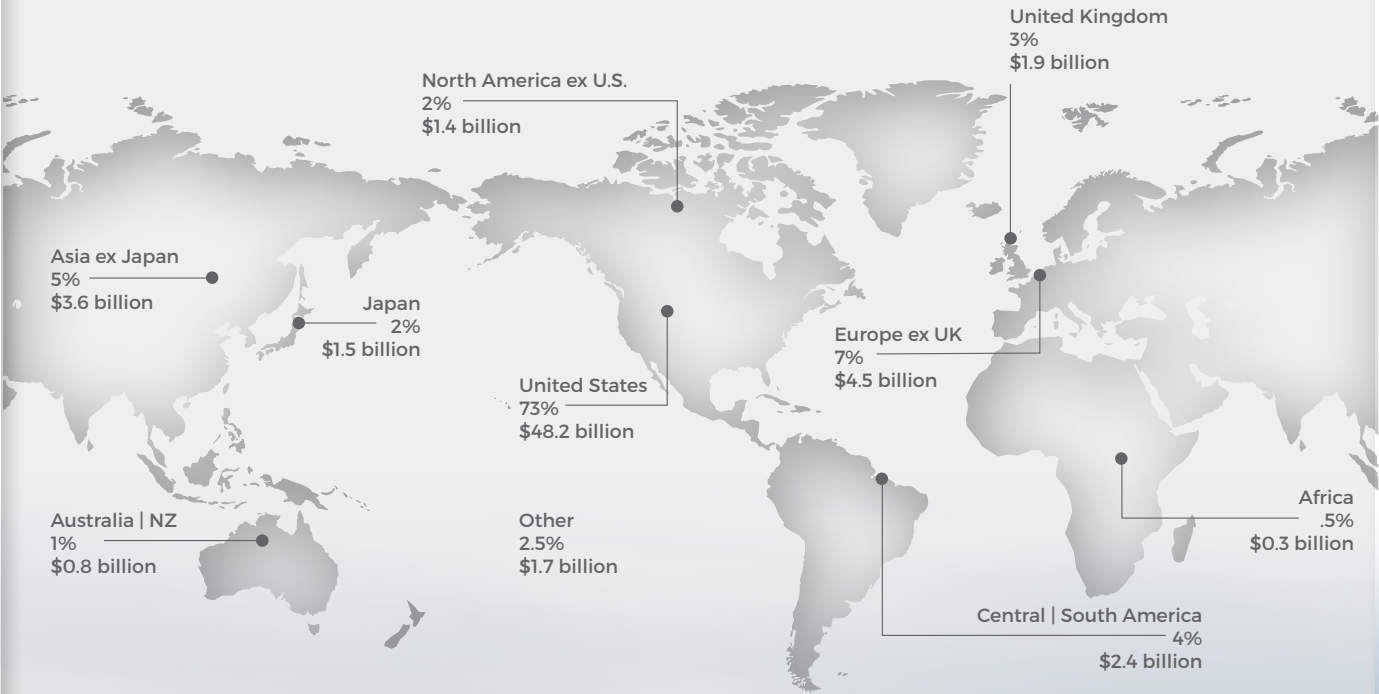 United Kingdom
3%
$1.9 billion
North America ex U.S.
2%
$1.4 billion
Asia ex Japan
5%
$3.6 billion
Japan
2%
$1.5 billion
Europe ex UK
7%
$4.5 billion
United States
73%
$48.2 billion
Africa
.5%
$0.3 billion
Australia | NZ
1%
$0.8 billion
Other
2.5%
$1.7 billion
Central | South America
4%
$2.4 billion